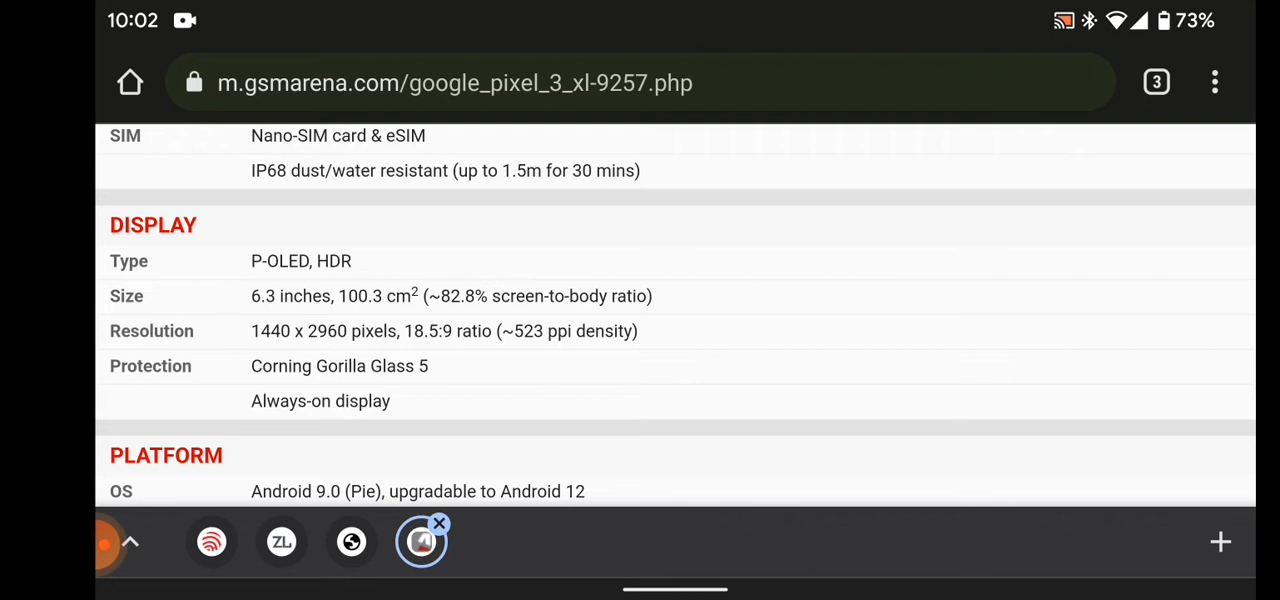 10:02
73%
m.gsmarena.com/google_pixel_3_xl-9257.php
3
SIM Nano-SIM card & eSIM
IP68 dust/water resistant (up to 1.5m for 30 mins)
DISPLAY
Type P-OLED, HDR
Size 6.3 inches, 100.3 cm2 (~82.8% screen-to-body ratio)
Resolution 1440 x 2960 pixels, 18.5:9 ratio (~523 ppi density)
Protection Corning Gorilla Glass 5
Always-on display
PLATFORM
OS Android 9.0 (Pie), upgradable to Android 12
ZL